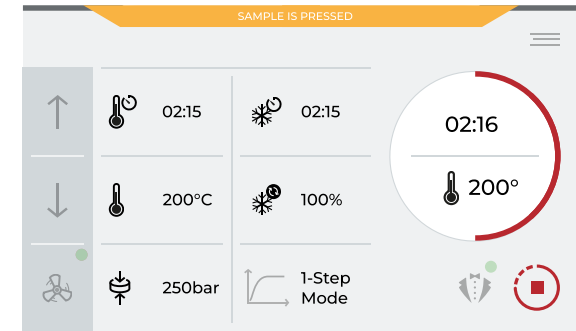 SAMPLE IS PRESSED
02:15
02:15
02:16
200°C
100%
200°
250bar
1-Step
Mode